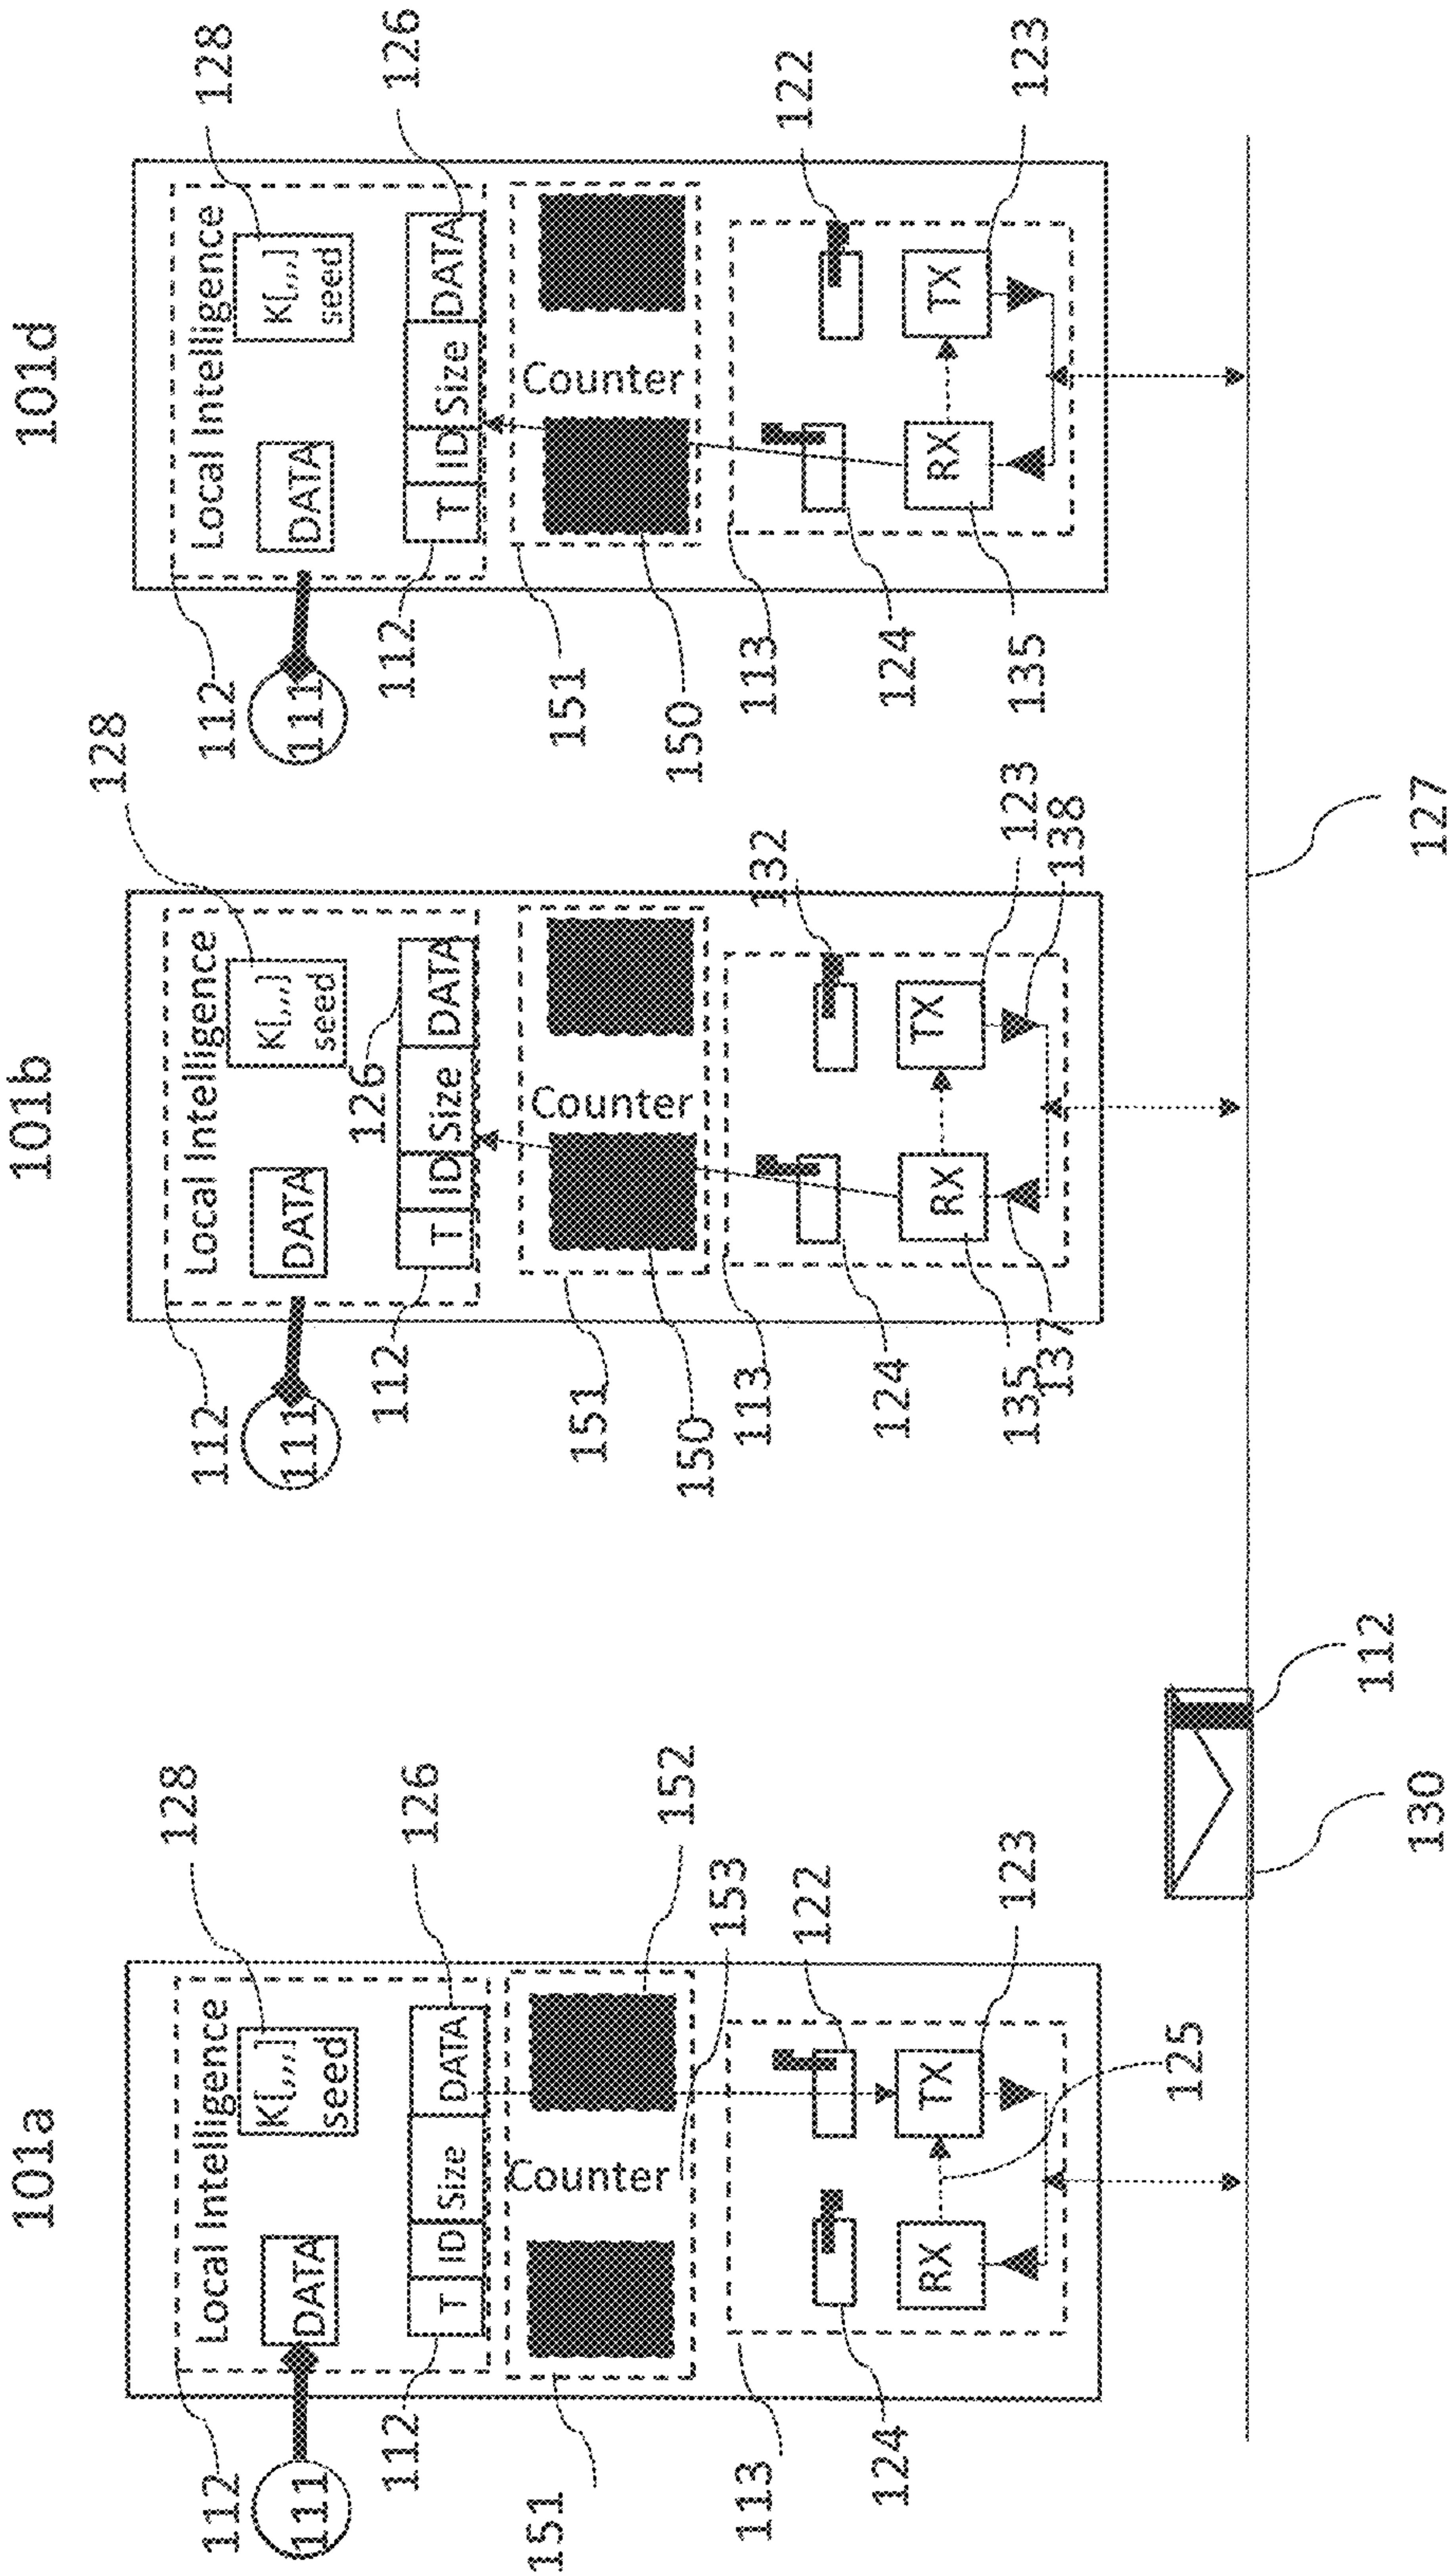 101a
128
Local Intelligence
K[,,,]
seed
DATA
112
111
T
ID
Size
DATA
126
112
152
Counter
153
151
122
TX
RX
123
113
124
125
130
112
101b
128
Local Intelligence
K[,,,]
seed
DATA
112
111
126
T
ID
Size
DATA
112
Counter
151
150
132
TX
RX
123
138
113
124
135
137
127
101d
128
Local Intelligence
K[,,,]
seed
DATA
112
111
T
ID
Size
DATA
126
112
Counter
151
150
122
TX
RX
123
113
124
135